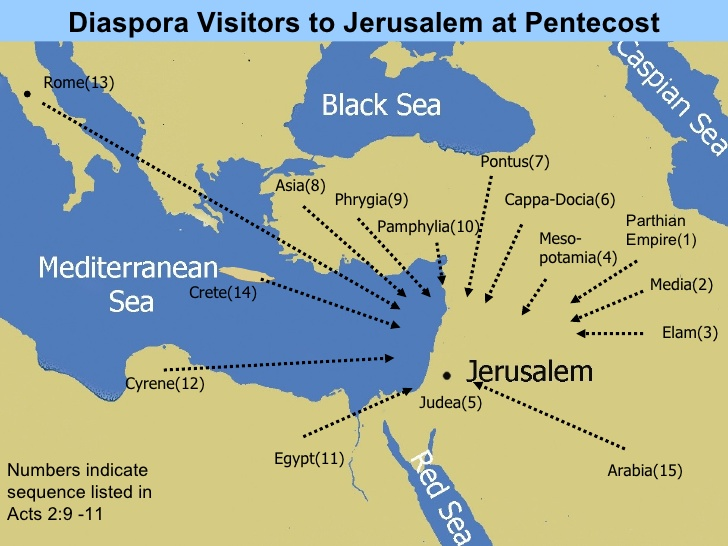 Diaspora Visitors to Jerusalem at Pentecost
Caspian Sea
Rome(13)
Black Sea
Pontus(7)
Asia(8)
Phrygia(9)
Cappa-Docia(6)
Pamphylia(10)
Parthian
Empire(1)
Meso-
potamia(4)
Mediterranean
Sea
Media(2)
Crete(14)
Elam(3)
Jerusalem
Cyrene(12)
Judea(5)
Egypt(11)
Red Sea
Arabia(15)
Numbers indicate
sequence listed in
Acts 2:9 -11